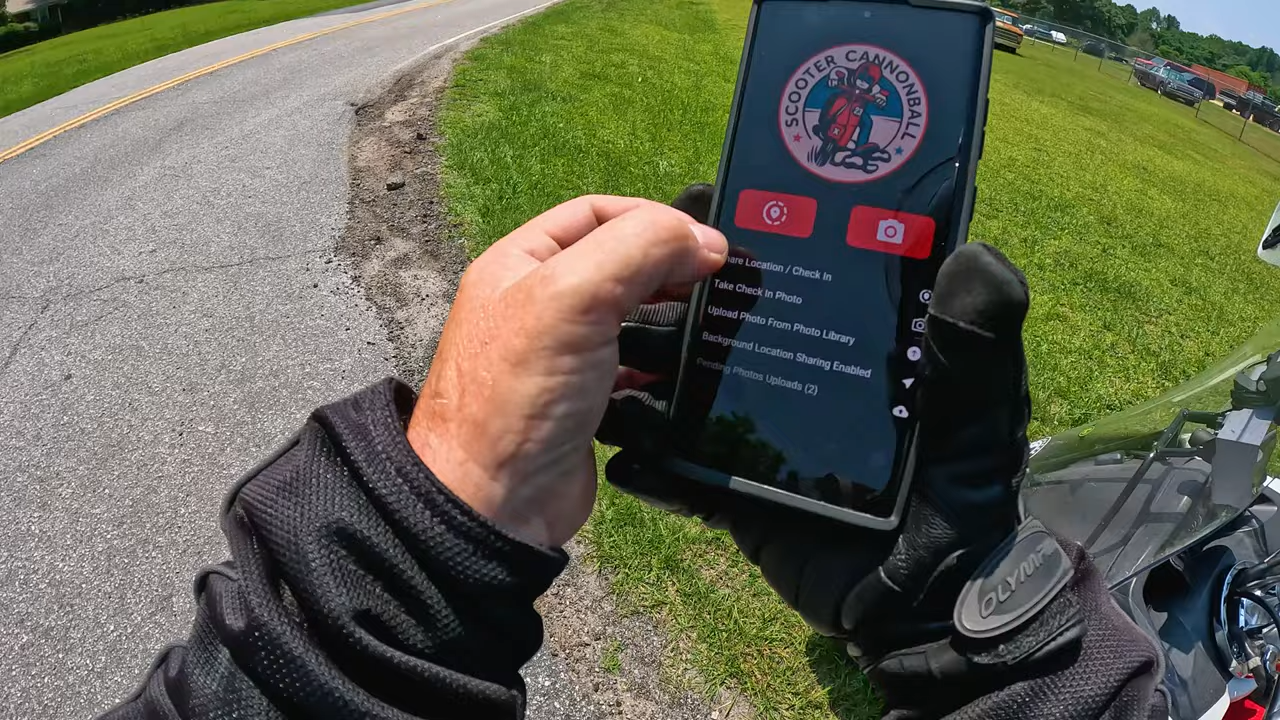 SCOOTER CANNONBALL
are Location / Check In
Take Check In Photo
Upload Photo From Photo Library
Background Location Sharing Enabled
Pending Photos Uploads (2)
OLYMP